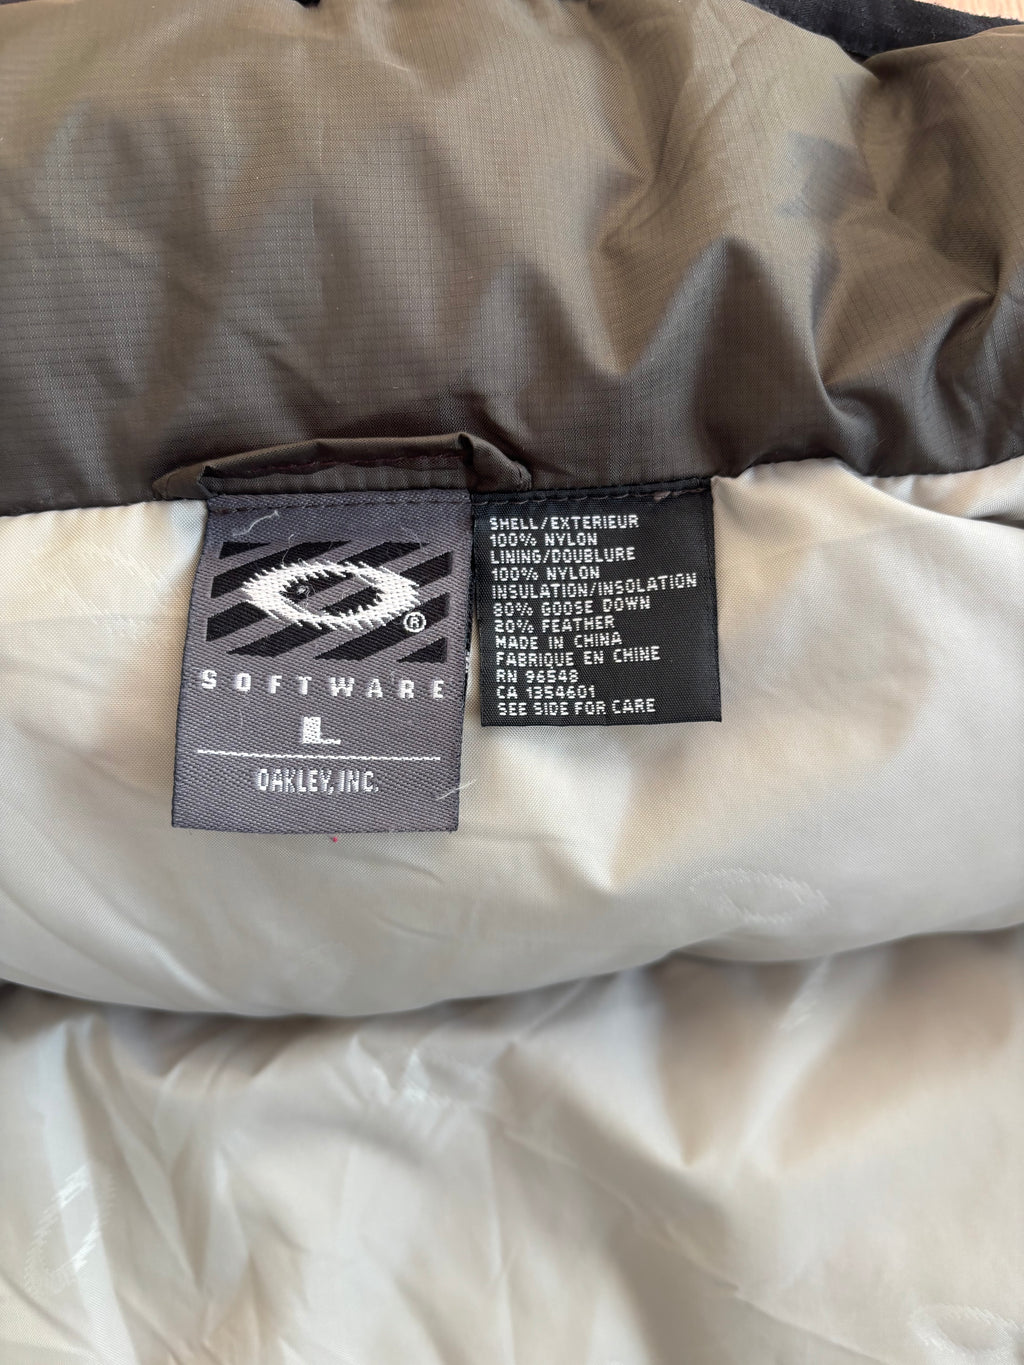 ®
SOFTWARE
L
OAKLEY, INC.
SHELL/EXTERIEUR
100% NYLON
LINING/DOUBLURE
100% NYLON
INSULATION/INSOLATION
80% GOOSE DOWN
20% FEATHER
MADE IN CHINA
FABRIQUE EN CHINE
RN 96548
CA 1354601
SEE SIDE FOR CARE